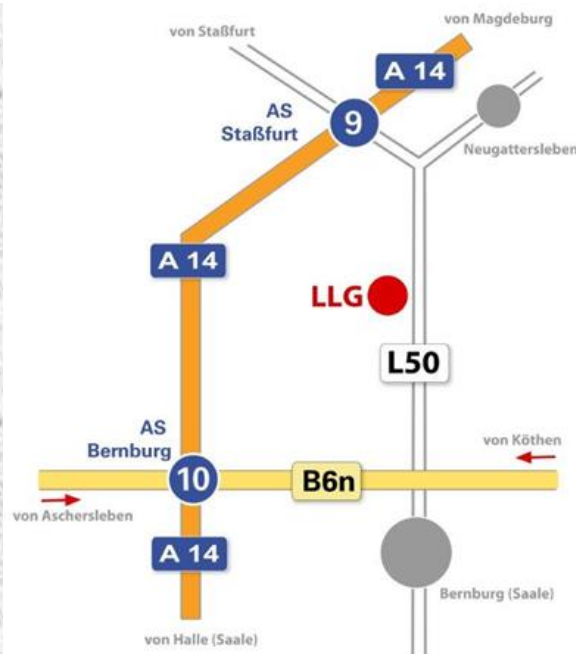 von Magdeburg
von Staßfurt
A 14
AS
Staßfurt
9
Neugattersleben
A 14
LLG
L50
AS
Bernburg
von Köthen
10
B6n
von Aschersleben
A 14
Bernburg (Saale)
von Halle (Saale)